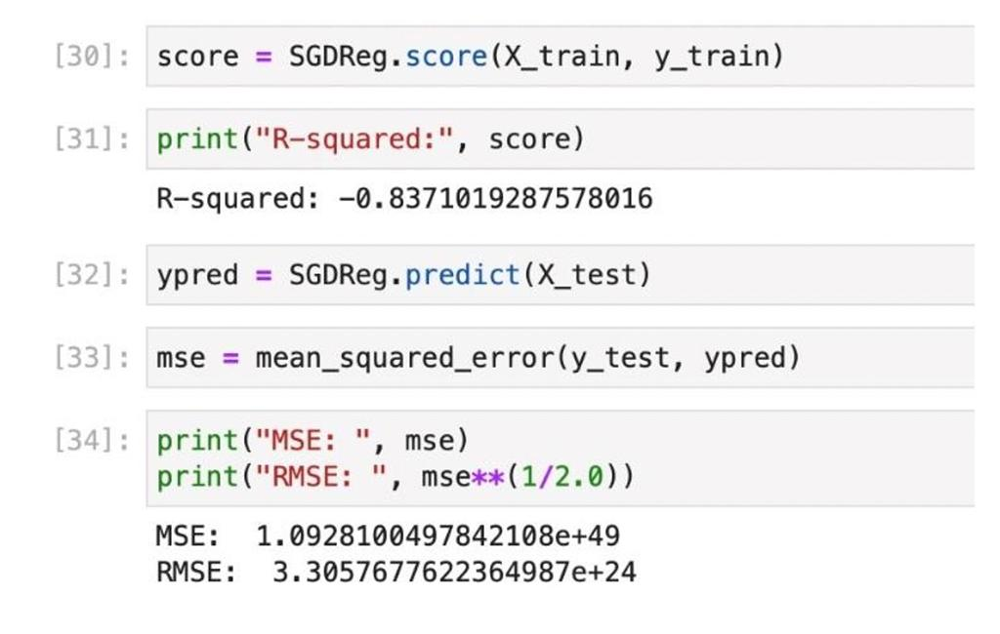 [30]: score = SGDReg.score(X_train, y_train)
[31]: print("R-squared:", score)
R-squared: -0.8371019287578016
[32]: ypred = SGDReg.predict(X_test)
[33]: mse = mean_squared_error(y_test, ypred)
[34]: print("MSE: ", mse)
print("RMSE: ", mse**(1/2.0))
MSE:  1.0928100497842108e+49
RMSE:  3.3057677622364987e+24